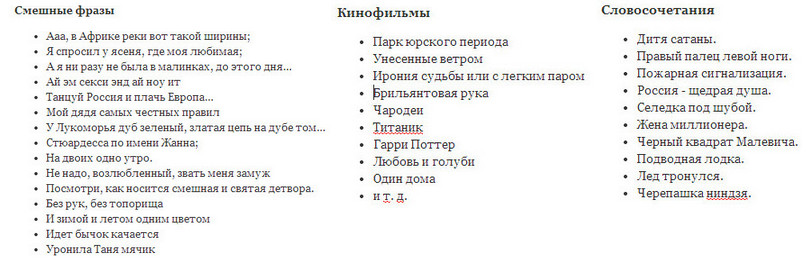 Смешные фразы
Ааа, в Африке реки вот такой ширины;
Я спросил у ясеня, где моя любимая;
А я ни разу не была в малинках, до этого дня...
Ай эм секси энд ай ноу ит
Танцуй Россия и плачь Европа...
Мой дядя самых честных правил
У Лукоморья дуб зеленый, златая цепь на дубе том...
Стюардесса по имени Жанна;
На двоих одно утро.
Не надо, возлюбленный, звать меня замуж
Посмотри, как носится смешная и святая детвора.
Без рук, без топорища
И зимой и летом одним цветом
Идет бычок качается
Уронила Таня мячик
Кинофильмы
Парк юрского периода
Унесенные ветром
Ирония судьбы или с легким паром
Брильянтовая рука
Чародеи
Титаник
Гарри Поттер
Любовь и голуби
Один дома
и т. д.
Словосочетания
Дитя сатаны.
Правый палец левой ноги.
Пожарная сигнализация.
Россия - щедрая душа.
Селедка под шубой.
Жена миллионера.
Черный квадрат Малевича.
Подводная лодка.
Лед тронулся.
Черепашка ниндзя.